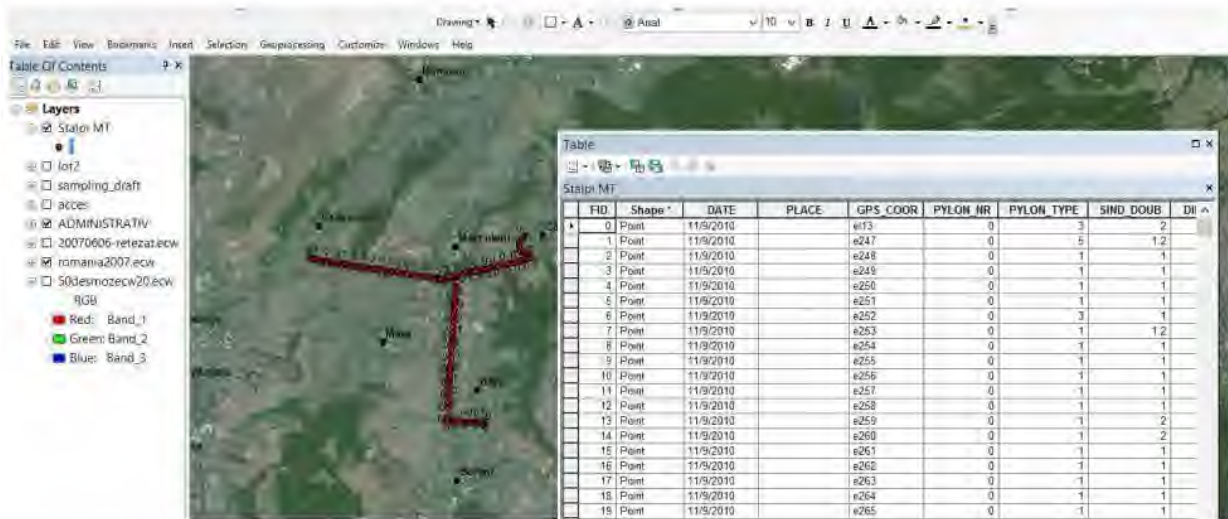 Drawing Arial 10 B I U A
File Edit View Bookmarks Insert Selection Geoprocessing Customize Windows Help
Table Of Contents
Layers
Stalpi MT
lot2
sampling_draft
acces
ADMINISTRATIV
20070606-retezat.ecw
romania2007.ecw
50desmozecw20.ecw
RGB
Red: Band_1
Green: Band_2
Blue: Band_3
Table
Stalpi MT
FID Shape * DATE PLACE GPS_COOR PYLON_NR PYLON_TYPE SIND_DOUB
0 Point 11/9/2010 0 3 2
1 Point 11/9/2010 e247 0 5 1.2
2 Point 11/9/2010 e248 0 1 1
3 Point 11/9/2010 e249 0 1 1
4 Point 11/9/2010 e250 0 1 1
5 Point 11/9/2010 e251 0 1 1
6 Point 11/9/2010 e252 0 3 1
7 Point 11/9/2010 e253 0 1 1.2
8 Point 11/9/2010 e254 0 1 1
9 Point 11/9/2010 e255 0 1 1
10 Point 11/9/2010 e256 0 1 1
11 Point 11/9/2010 e257 0 1 1
12 Point 11/9/2010 e258 0 1 1
13 Point 11/9/2010 e259 0 1 2
14 Point 11/9/2010 e260 0 1 2
15 Point 11/9/2010 e261 0 1 1
16 Point 11/9/2010 e262 0 1 1
17 Point 11/9/2010 e263 0 1 1
18 Point 11/9/2010 e264 0 1 1
19 Point 11/9/2010 e265 0 1 1